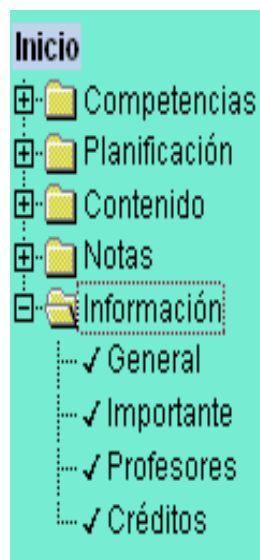 Inicio
Competencias
Planificación
Contenido
Notas
Información
General
Importante
Profesores
Créditos